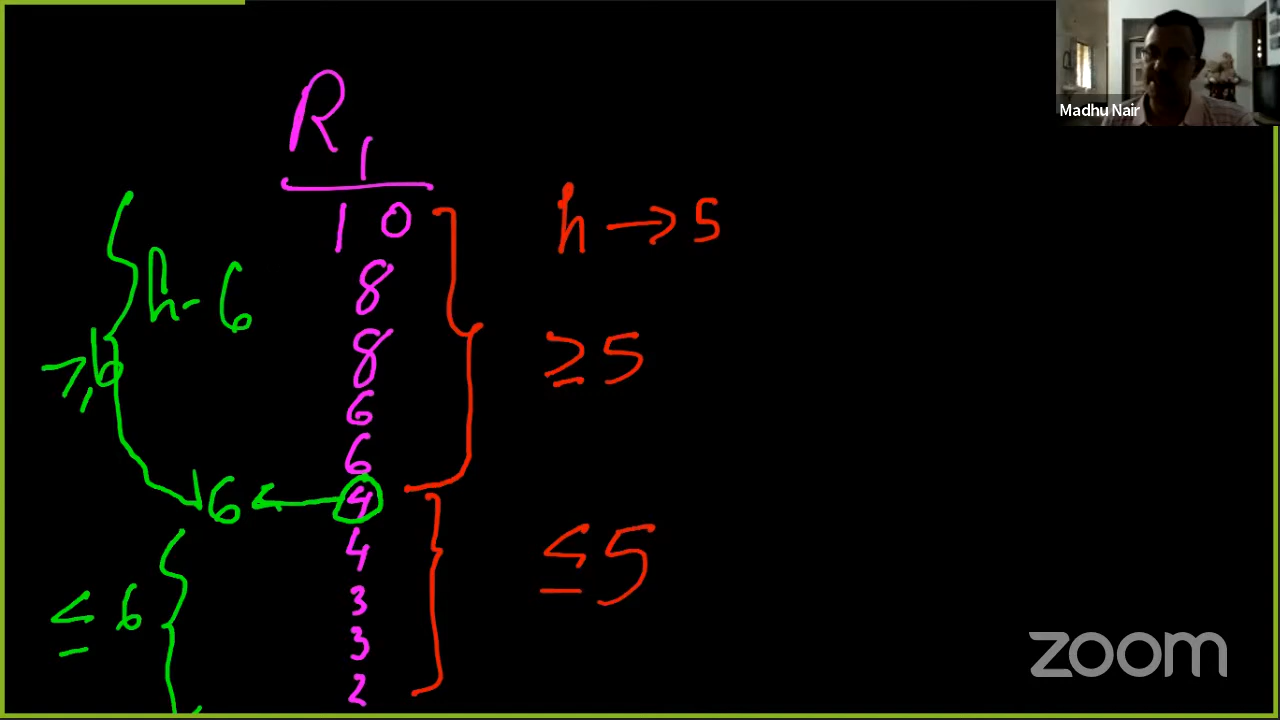 Madhu Nair
R1
10
h → 5
8
h - 6
8
≥ 5
≥ 6
6
6
6 ← 4
4
≤ 5
3
≤ 6
3
2
zoom